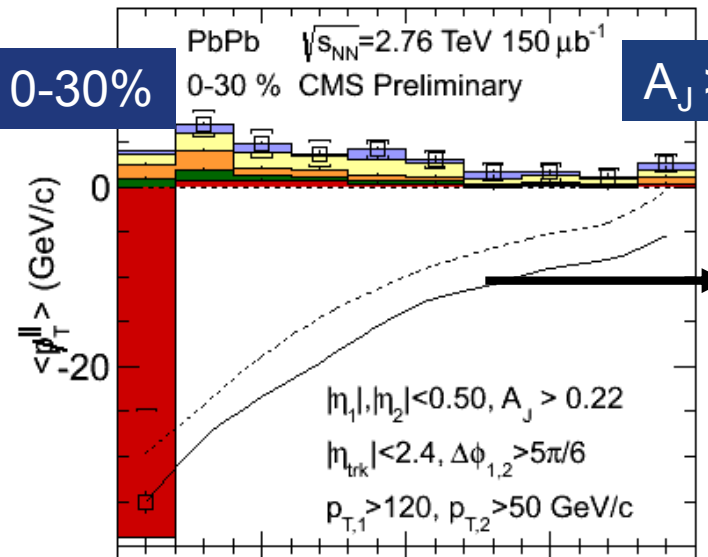 PbPb √s_NN=2.76 TeV 150 μb⁻¹
0-30%
0-30 % CMS Preliminary
A_J
0
-20
<p̸_T^∥> (GeV/c)
|η₁|,|η₂|<0.50, A_J > 0.22
|η_trk|<2.4, Δϕ₁,₂>5π/6
p_T,1>120, p_T,2>50 GeV/c